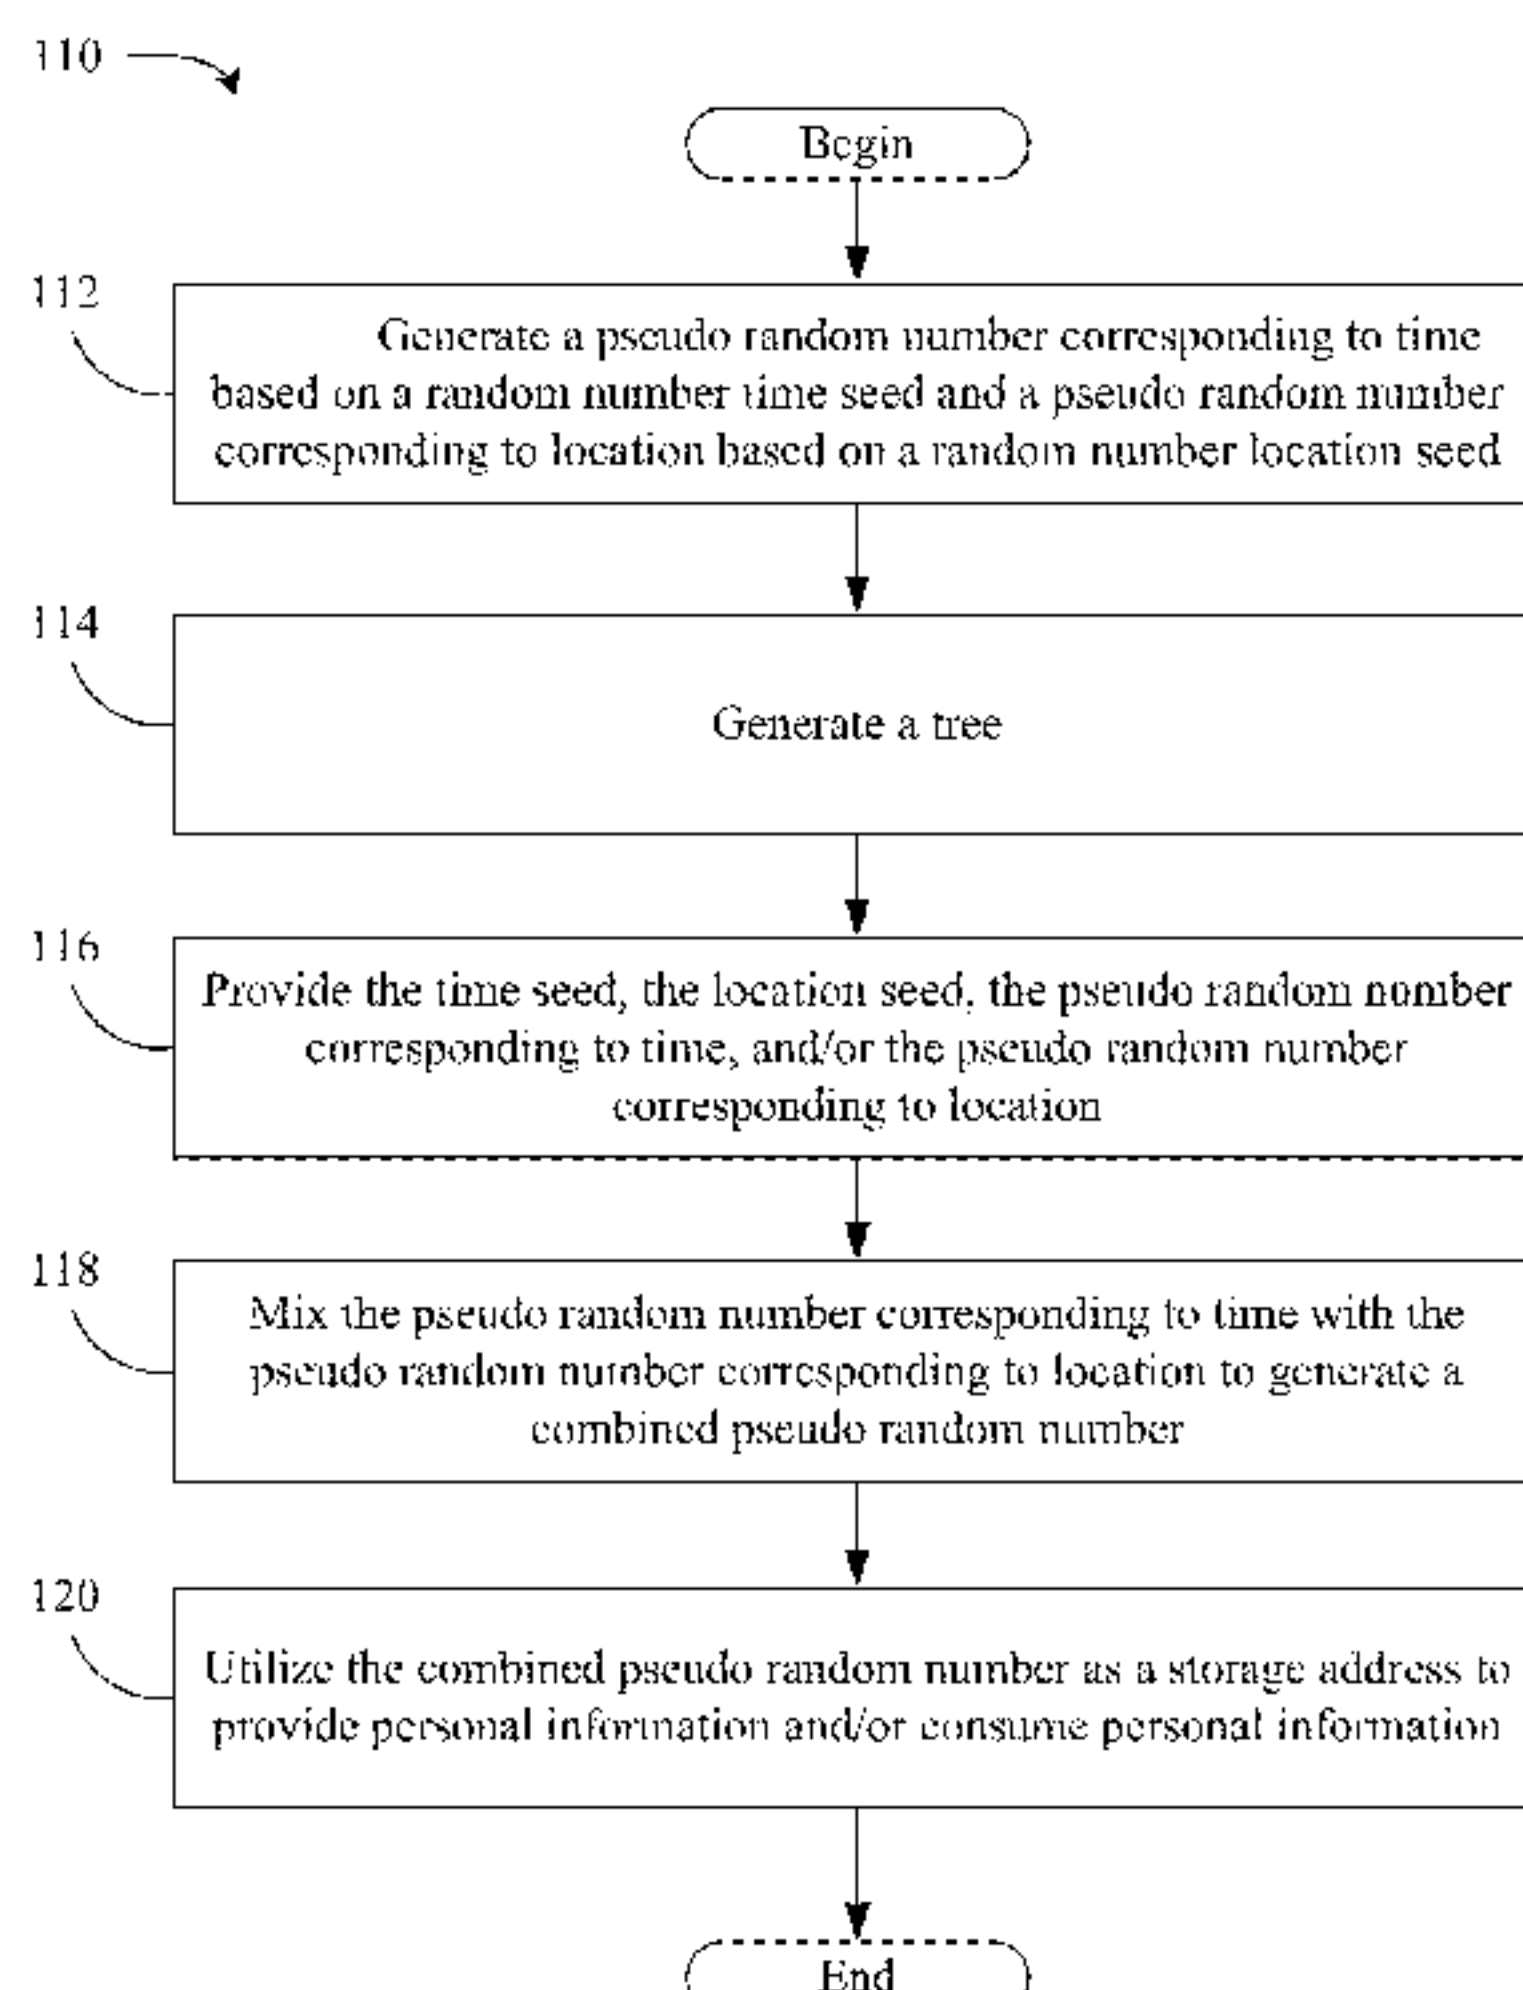 110
Begin
112
Generate a pseudo random number corresponding to time
based on a random number time seed and a pseudo random number
corresponding to location based on a random number location seed
114
Generate a tree
116
Provide the time seed, the location seed, the pseudo random number
corresponding to time, and/or the pseudo random number
corresponding to location
118
Mix the pseudo random number corresponding to time with the
pseudo random number corresponding to location to generate a
combined pseudo random number
120
Utilize the combined pseudo random number as a storage address to
provide personal information and/or consume personal information
End